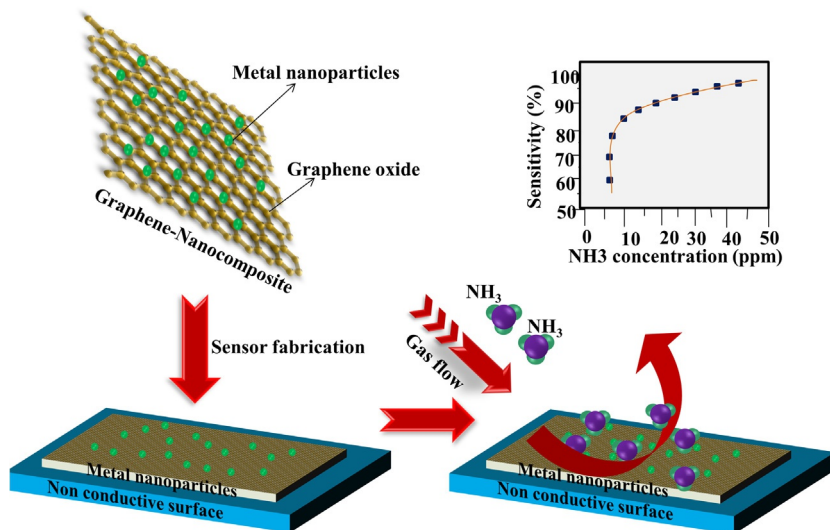 Metal nanoparticles
Graphene oxide
Graphene-Nanocomposite
Sensitivity (%)
100
90
80
70
60
50
0 10 20 30 40 50
NH3 concentration (ppm)
Sensor fabrication
NH₃
NH₃
Gas flow
Metal nanoparticles
Non conductive surface
Metal nanoparticles
Non conductive surface